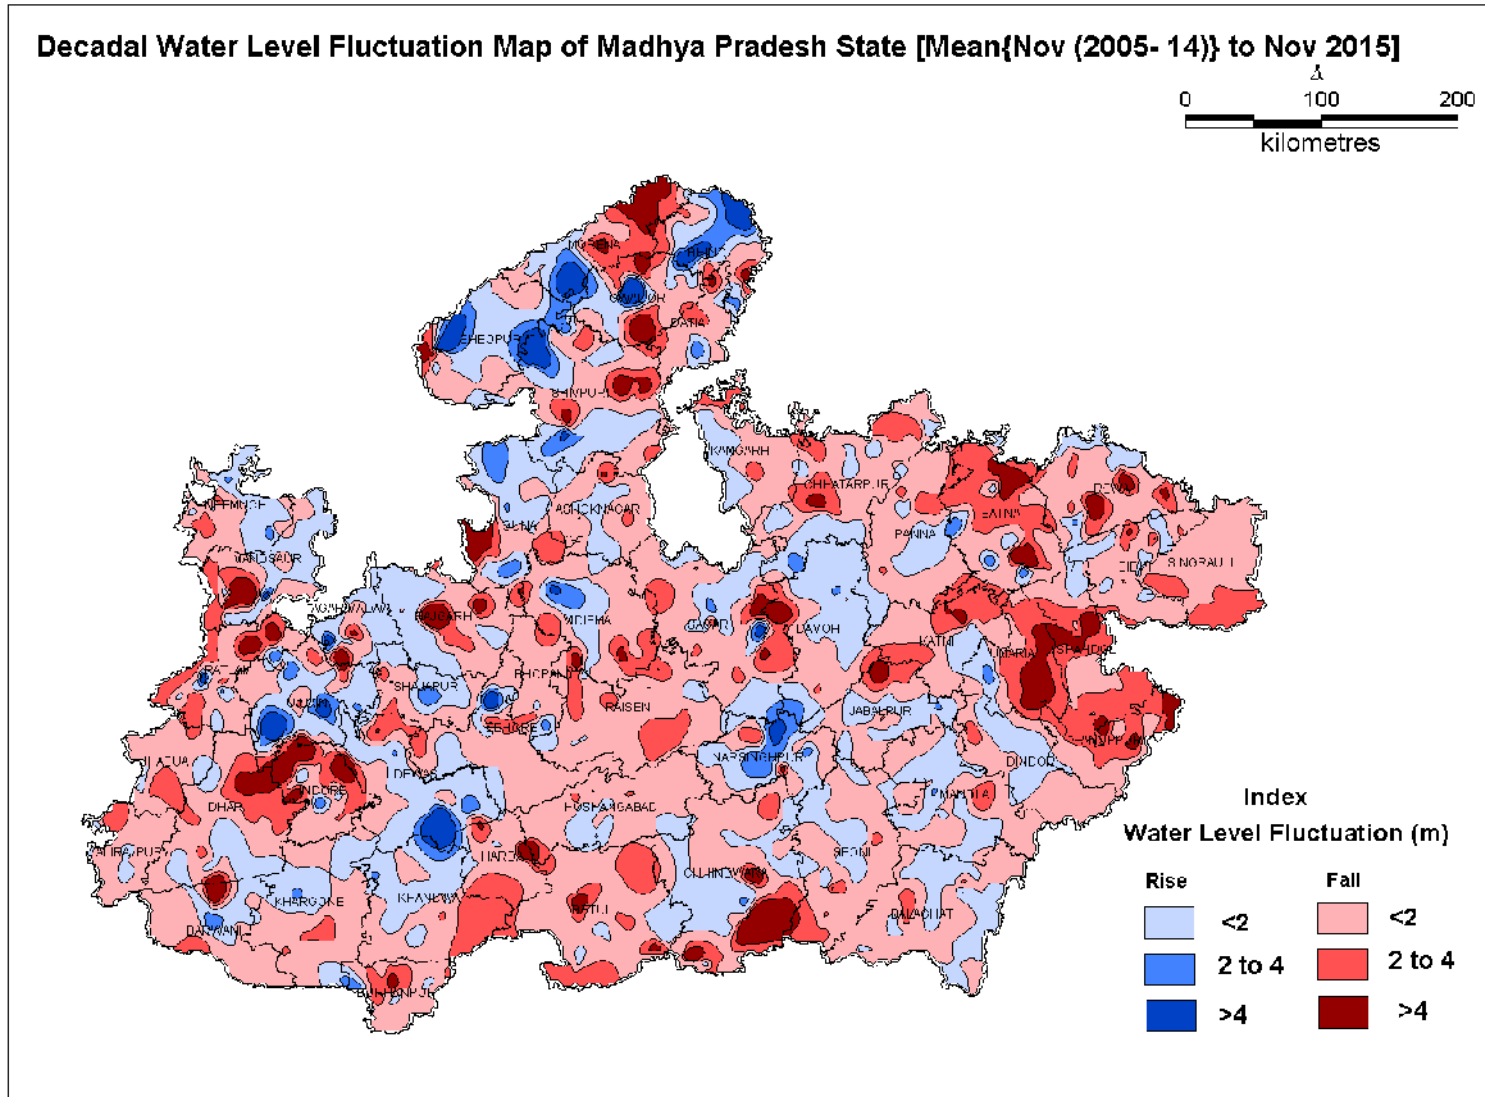 Decadal Water Level Fluctuation Map of Madhya Pradesh State [Mean{Nov (2005- 14)} to Nov 2015]
0 100 200
kilometres
MORENA
BHIND
GWALIOR
DATIA
SHEOPUR
SHIVPURI
CHHATARPUR
NEEMUCH
MANDSAUR
GUNA
ASHOKNAGAR
PANNA
SATNA
REWA
SIDHI
SINGRAULI
RAJGARH
VIDISHA
SAGAR
DAMOH
KATNI
UMARIA
SHAHDOL
SHAJAPUR
BHOPAL
RAISEN
UJJAIN
SEHORE
JABALPUR
NARSINGHPUR
DINDORI
DEWAS
DHAR
INDORE
HOSHANGABAD
MANDLA
HARDA
CHHINDWARA
SEONI
KHARGONE
KHANDWA
BETUL
BALAGHAT
BARWANI
BURHANPUR
Index
Water Level Fluctuation (m)
Rise Fall
<2 <2
2 to 4 2 to 4
>4 >4